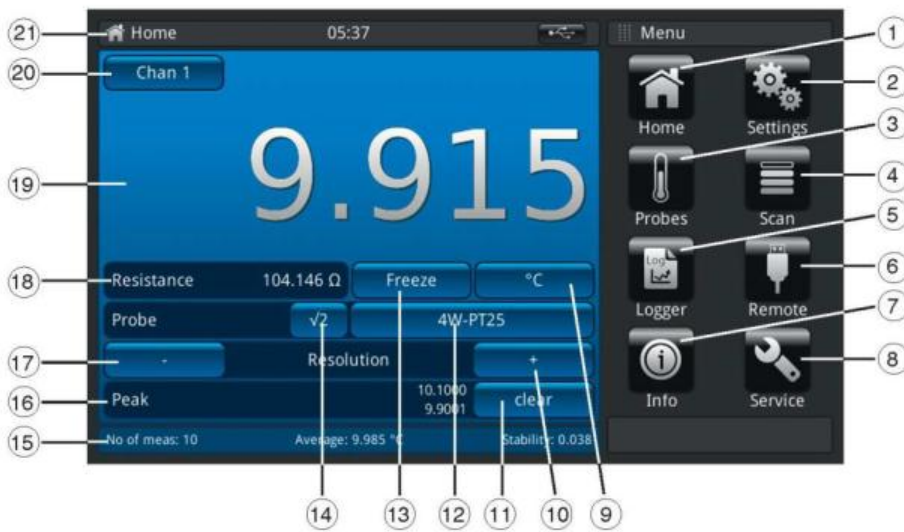 21 Home 05:37 Menu 1
20 Chan 1 2
Home Settings 3
9.915
19 4
Probes Scan
5
18 Resistance 104.146 Ω Freeze °C
Log
Logger Remote 6
Probe √2 4W-PT25
7
17 - Resolution +
8
16 Peak 10.1000
9.9001 clear
Info Service
15 No of meas: 10 Average: 9.985 °C Stability: 0.038
14 13 12 11 10 9